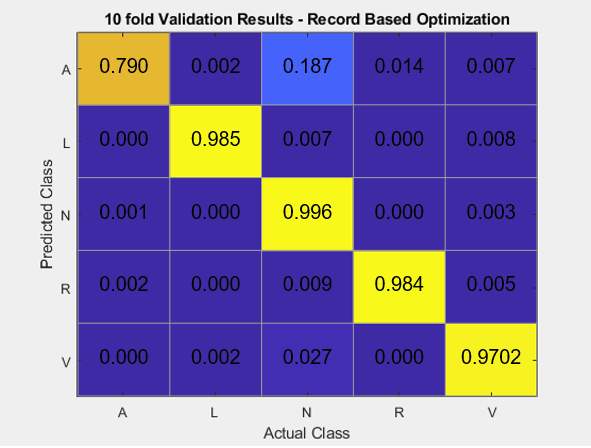 10 fold Validation Results - Record Based Optimization
A 0.790 0.002 0.187 0.014 0.007
L 0.000 0.985 0.007 0.000 0.008
N 0.001 0.000 0.996 0.000 0.003
R 0.002 0.000 0.009 0.984 0.005
V 0.000 0.002 0.027 0.000 0.9702
A L N R V
Actual Class
Predicted Class